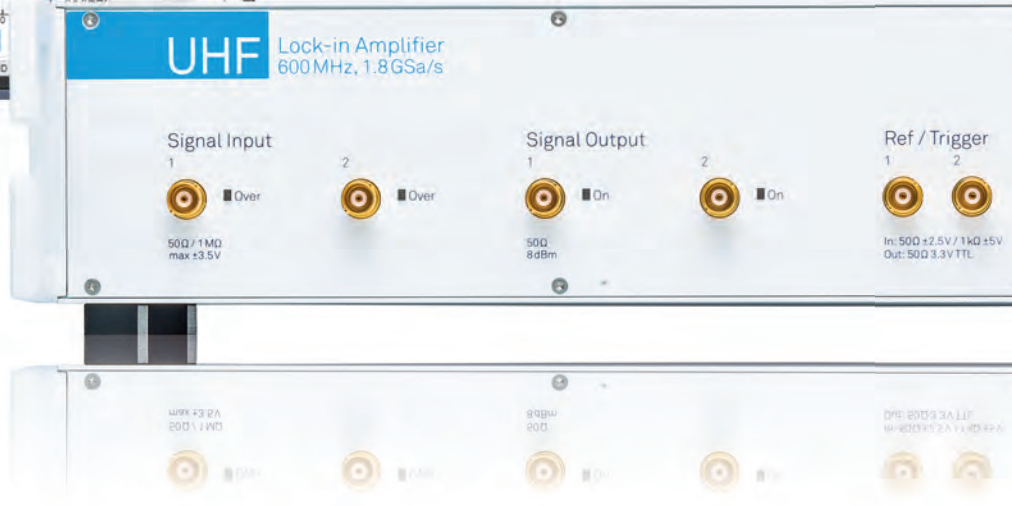 UHF
Lock-in Amplifier
600 MHz, 1.8 GSa/s
Signal Input
1
2
Over
Over
50Ω / 1 MΩ
max ±3.5V
Signal Output
1
2
On
On
50Ω
8dBm
Ref / Trigger
1 2
In: 50Ω ±2.5V / 1kΩ ±5V
Out: 50Ω 3.3V TTL